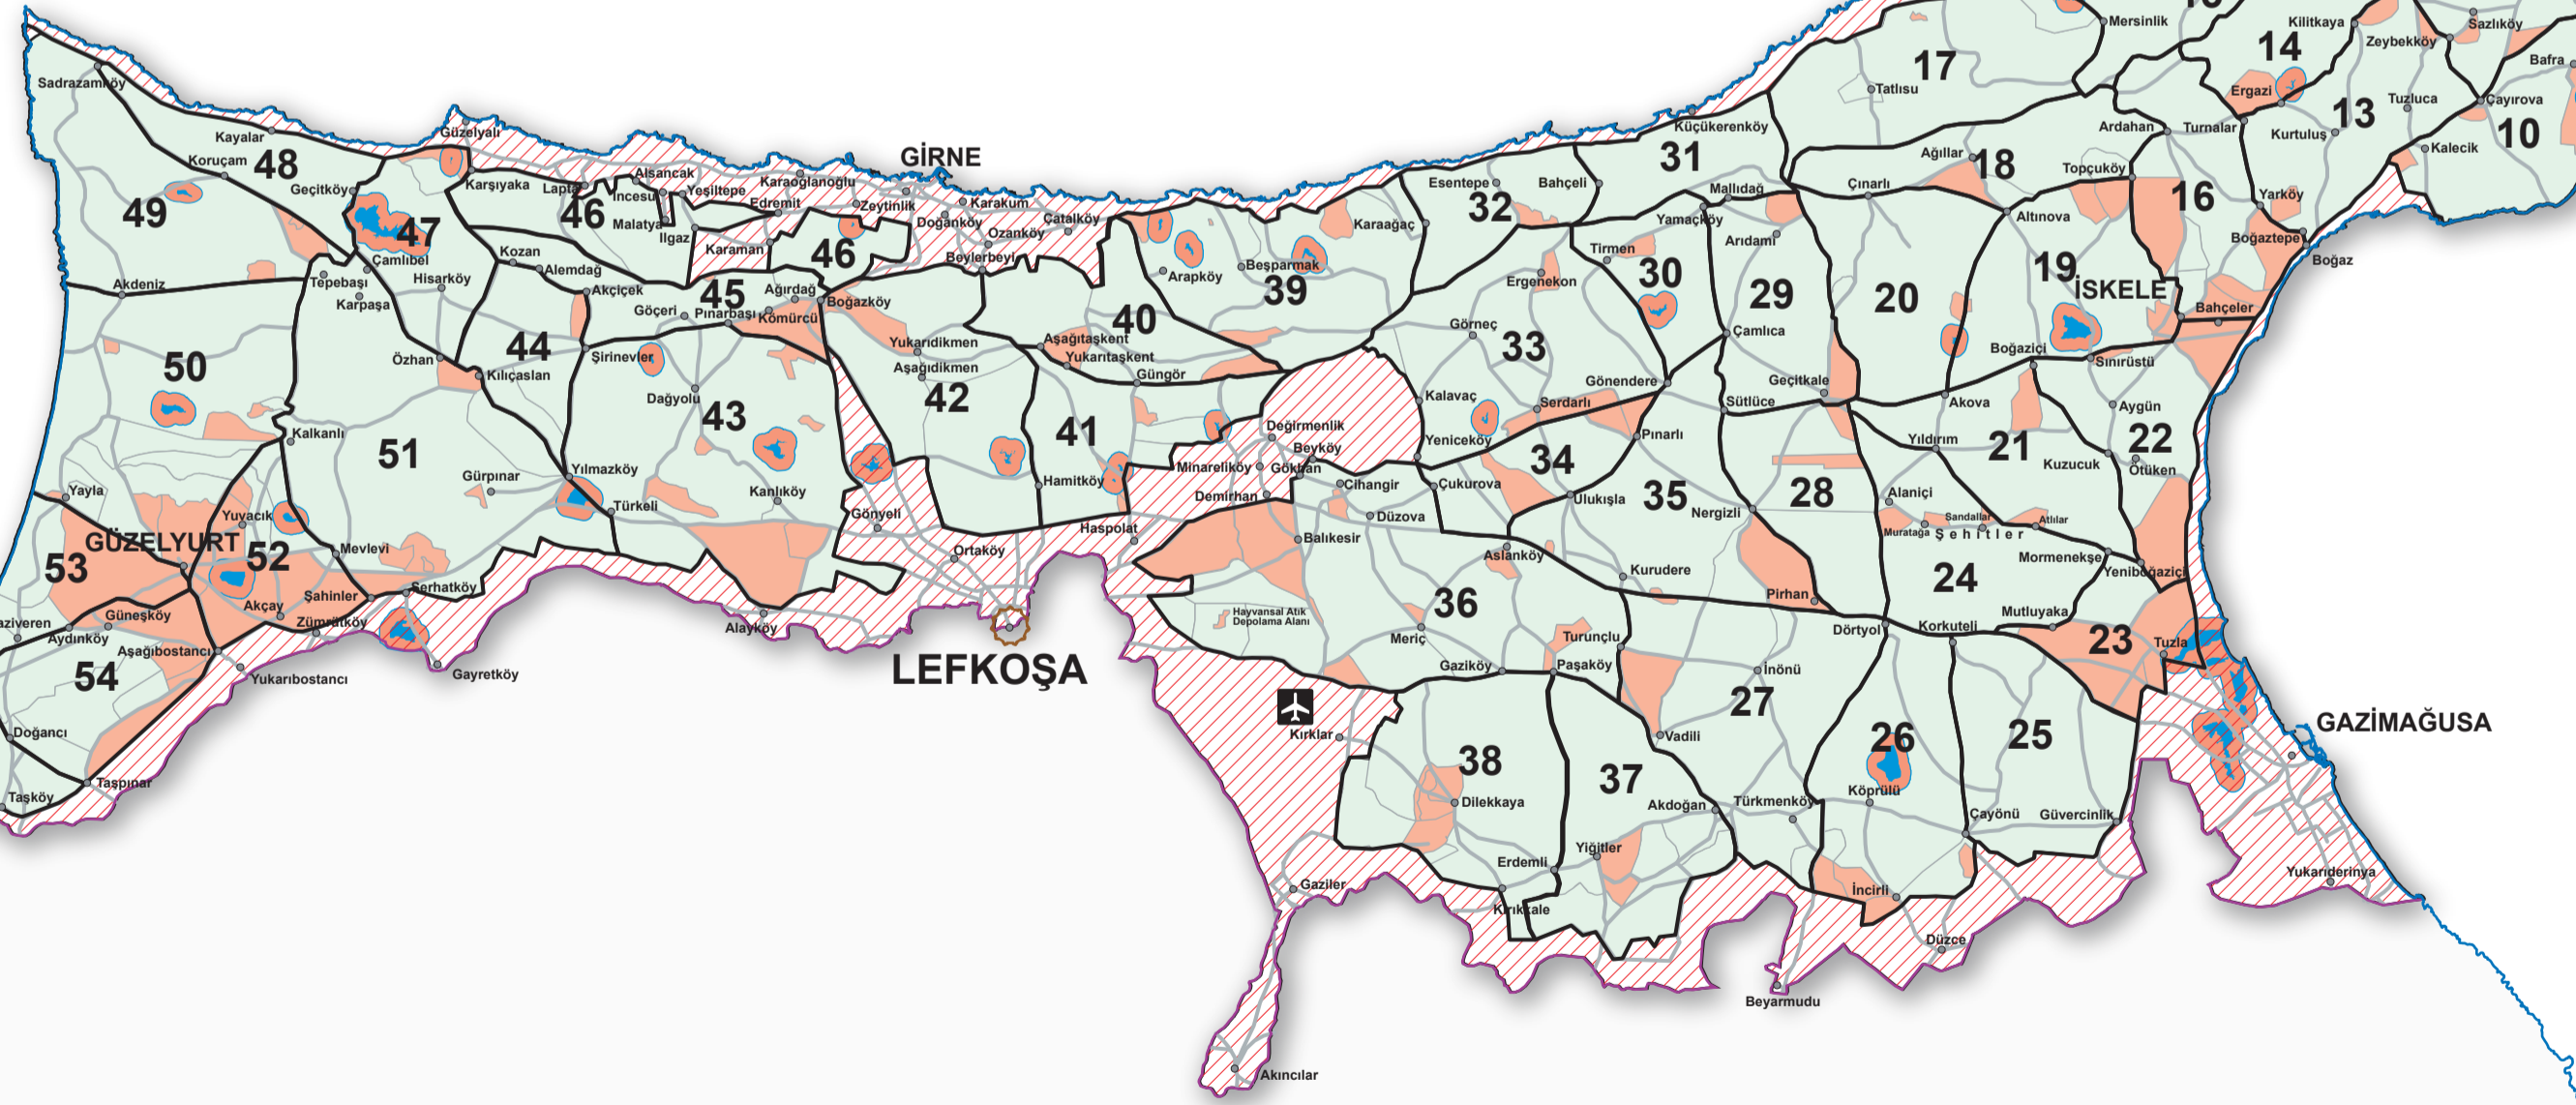 Mersinlik
Kilitkaya
Sazlıköy
Zeybekköy
14
17
Bafra
Sadrazamköy
Tatlısu
Ergazi
Tuzluca
Çayırova
13
Küçükerenköy
Ardahan
Turnalar
Kurtuluş
10
Güzelyalı
Kayalar
Kalecik
GİRNE
31
Ağıllar
18
Koruçam
48
Topçuköy
Alsancak
Karaoğlanoğlu
Esentepe
Bahçeli
Mallıdağ
Çınarlı
Geçitköy
Karşıyaka
Lapta
İncesu
Yeşiltepe
Yarköy
16
49
46
Edremit
Zeytinlik
Karakum
32
Malatya
Doğanköy
Çatalköy
Karaağaç
Yamaçköy
Altınova
47
Ilgaz
Ozanköy
Arıdamı
Boğaztepe
Karaman
46
Kozan
Beylerbeyi
Tirmen
Boğaz
Çamlıbel
Alemdağ
Arapköy
Beşparmak
19
30
Tepebaşı
Hisarköy
Ergenekon
Akdeniz
Akçiçek
Ağırdağ
39
29
20
İSKELE
Karpaşa
45
Boğazköy
Göçeri
Pınarbaşı
Kömürcü
Bahçeler
40
Görneç
Çamlıca
Yukarıdikmen
Aşağıtaşkent
33
44
Boğaziçi
Özhan
Şirinevler
Yukarıtaşkent
Sınırüstü
50
Aşağıdikmen
Kılıçaslan
Güngör
Gönendere
Geçitkale
Dağyolu
42
Kalavaç
Serdarlı
Sütlüce
Akova
Aygün
43
Değirmenlik
Kalkanlı
41
Yeniceköy
Pınarlı
Yıldırım
21
22
51
Beyköy
34
Kuzucuk
Ötüken
Minareliköy
Gökhan
Yılmazköy
Gürpınar
Hamitköy
Cihangir
Çukurova
Yayla
Kanlıköy
Demirhan
Ulukışla
35
28
Alaniçi
Türkeli
Gönyeli
Düzova
Nergizli
Yuvacık
Haspolat
Sandallar
Atlılar
Muratağa
Şehitler
GÜZELYURT
Balıkesir
Mevlevi
Ortaköy
Aslanköy
Mormenekşe
52
53
Kurudere
24
Yeniboğaziçi
Serhatköy
Pirhan
Şahinler
Akçay
36
Güneşköy
Hayvansal Atık
Depolama Alanı
Mutluyaka
Zümrütköy
aziveren
Alayköy
Dörtyol
Korkuteli
Aydınköy
Meriç
Turunçlu
23
Tuzla
Aşağıbostancı
LEFKOŞA
Gaziköy
Paşaköy
İnönü
54
Yukarıbostancı
Gayretköy
27
Doğancı
Kırklar
Vadili
26
25
GAZİMAĞUSA
38
37
Taşpınar
Köprülü
Taşköy
Dilekkaya
Akdoğan
Türkmenköy
Çayönü
Güvercinlik
Yiğitler
Erdemli
Yukarıderinya
Gaziler
İncirli
Kırıkkale
Düzce
Beyarmudu
Akıncılar